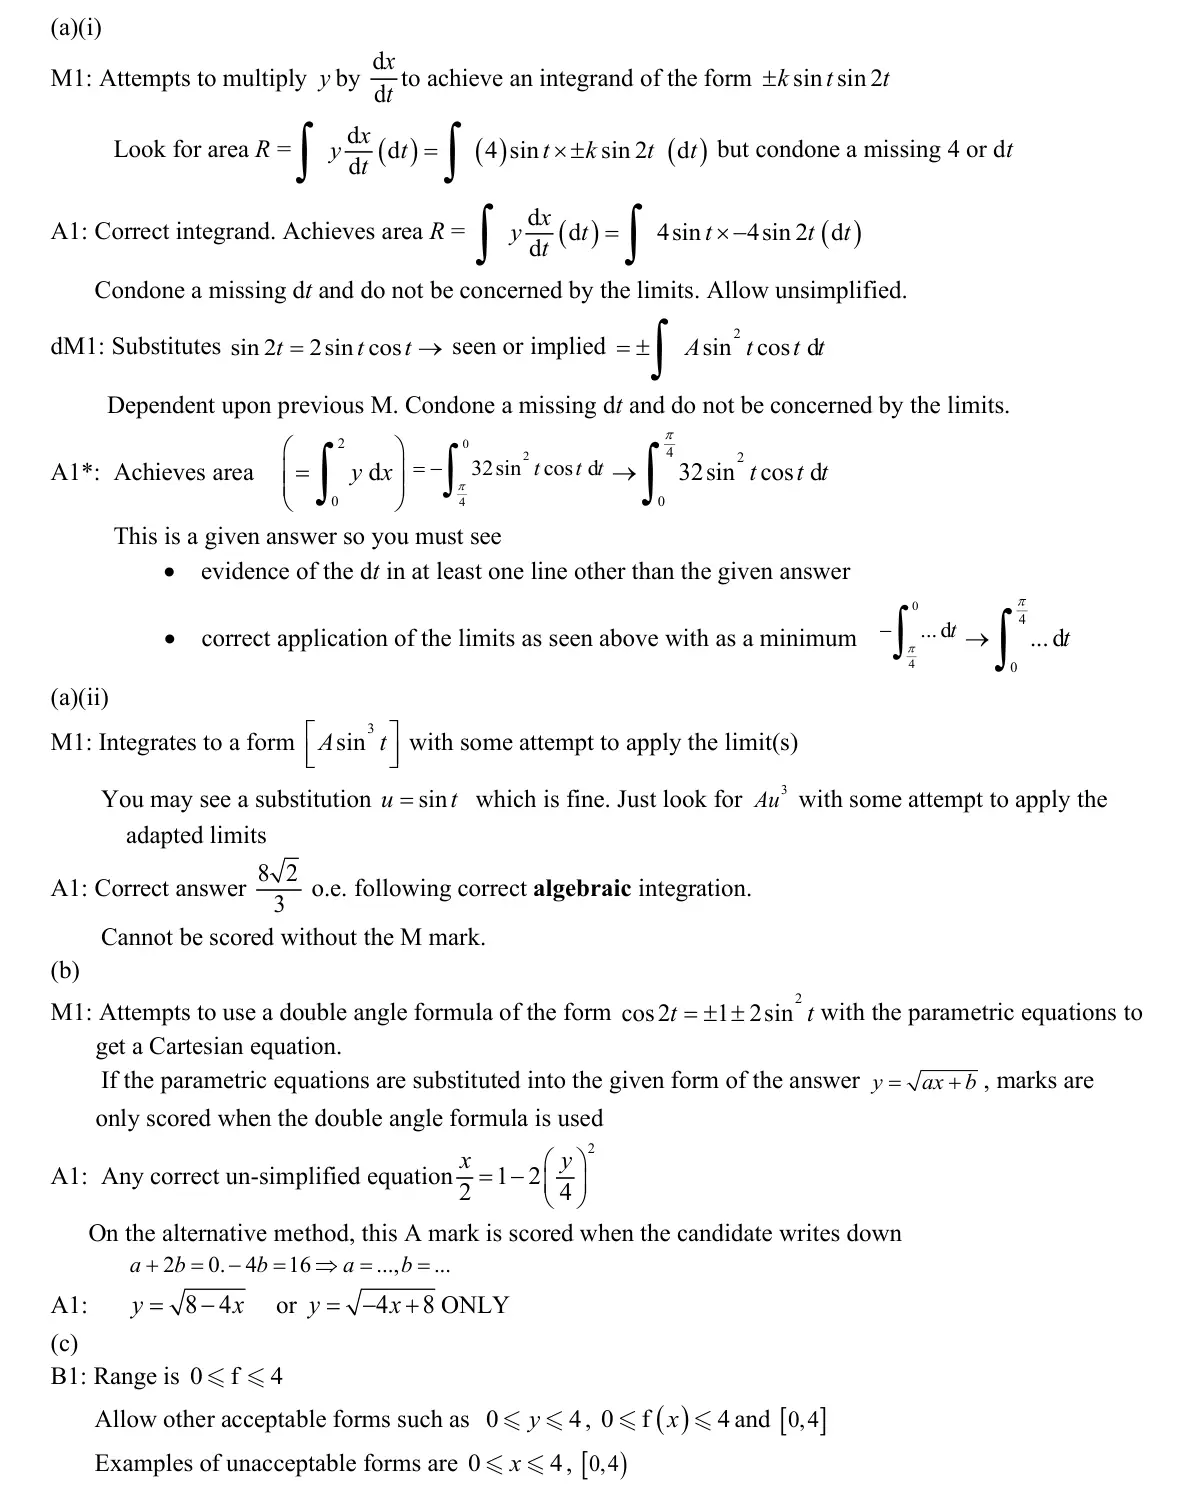 (a)(i)
M1: Attempts to multiply y by dx/dt to achieve an integrand of the form ±k sin t sin 2t
Look for area R = ∫ y dx/dt (dt) = ∫ (4) sin t × ±k sin 2t (dt) but condone a missing 4 or dt
A1: Correct integrand. Achieves area R = ∫ y dx/dt (dt) = ∫ 4 sin t × −4 sin 2t (dt)
Condone a missing dt and do not be concerned by the limits. Allow unsimplified.
dM1: Substitutes sin 2t = 2 sin t cos t → seen or implied = ±∫ A sin² t cos t dt
Dependent upon previous M. Condone a missing dt and do not be concerned by the limits.
A1*: Achieves area (= ∫₀² y dx) = −∫_{π/4}^{0} 32 sin² t cos t dt → ∫_{0}^{π/4} 32 sin² t cos t dt
This is a given answer so you must see
• evidence of the dt in at least one line other than the given answer
• correct application of the limits as seen above with as a minimum −∫_{π/4}^{0} ... dt → ∫_{0}^{π/4} ... dt
(a)(ii)
M1: Integrates to a form [A sin³ t] with some attempt to apply the limit(s)
You may see a substitution u = sin t which is fine. Just look for Au³ with some attempt to apply the
adapted limits
A1: Correct answer 8√2/3 o.e. following correct algebraic integration.
Cannot be scored without the M mark.
(b)
M1: Attempts to use a double angle formula of the form cos 2t = ±1 ± 2 sin² t with the parametric equations to
get a Cartesian equation.
If the parametric equations are substituted into the given form of the answer y = √(ax + b) , marks are
only scored when the double angle formula is used
A1: Any correct un-simplified equation x/2 = 1 − 2(y/4)²
On the alternative method, this A mark is scored when the candidate writes down
a + 2b = 0. − 4b = 16 ⇒ a = ..., b = ...
A1: y = √(8 − 4x) or y = √(−4x + 8) ONLY
(c)
B1: Range is 0 ⩽ f ⩽ 4
Allow other acceptable forms such as 0 ⩽ y ⩽ 4, 0 ⩽ f(x) ⩽ 4 and [0,4]
Examples of unacceptable forms are 0 ⩽ x ⩽ 4, [0,4)